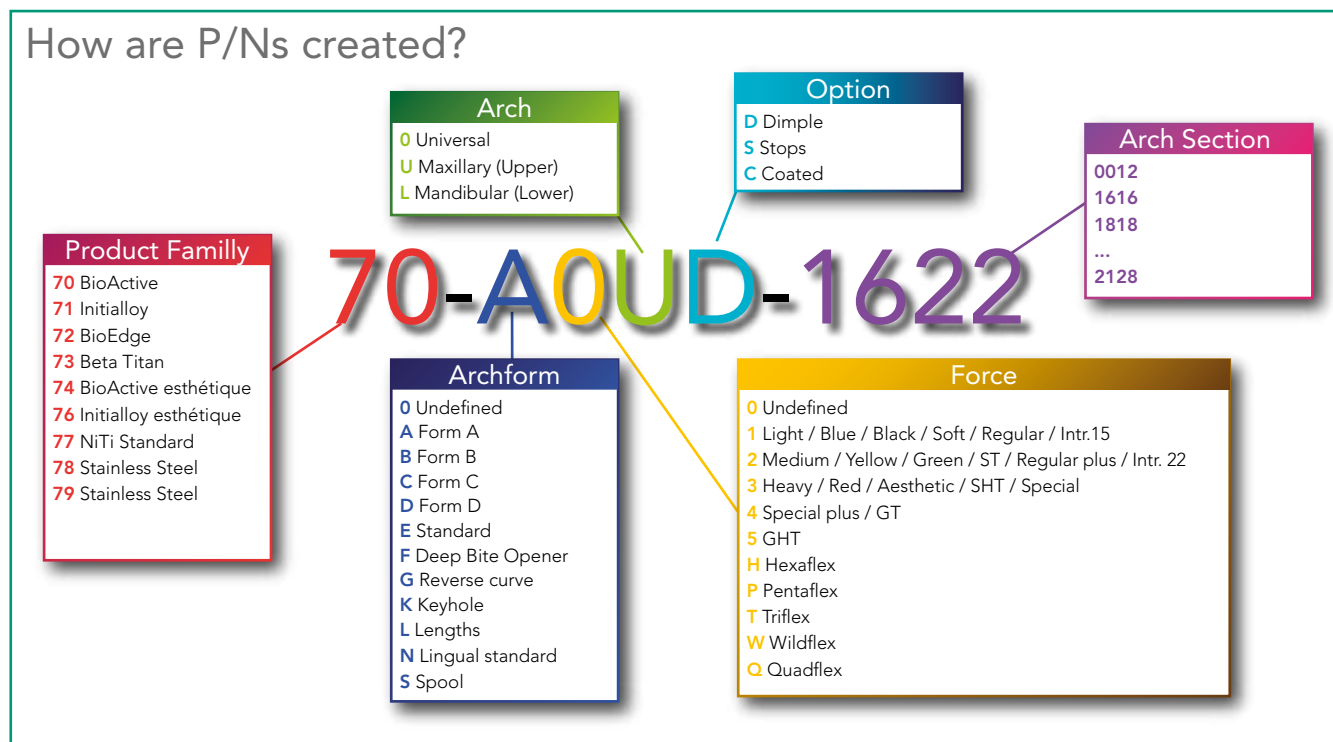 How are P/Ns created?
Arch
0 Universal
U Maxillary (Upper)
L Mandibular (Lower)
Option
D Dimple
S Stops
C Coated
Arch Section
0012
1616
1818
...
2128
Product Familly
70 BioActive
71 Initialloy
72 BioEdge
73 Beta Titan
74 BioActive esthétique
76 Initialloy esthétique
77 NiTi Standard
78 Stainless Steel
79 Stainless Steel
70-A0UD-1622
Archform
0 Undefined
A Form A
B Form B
C Form C
D Form D
E Standard
F Deep Bite Opener
G Reverse curve
K Keyhole
L Lengths
N Lingual standard
S Spool
Force
0 Undefined
1 Light / Blue / Black / Soft / Regular / Intr.15
2 Medium / Yellow / Green / ST / Regular plus / Intr. 22
3 Heavy / Red / Aesthetic / SHT / Special
4 Special plus / GT
5 GHT
H Hexaflex
P Pentaflex
T Triflex
W Wildflex
Q Quadflex